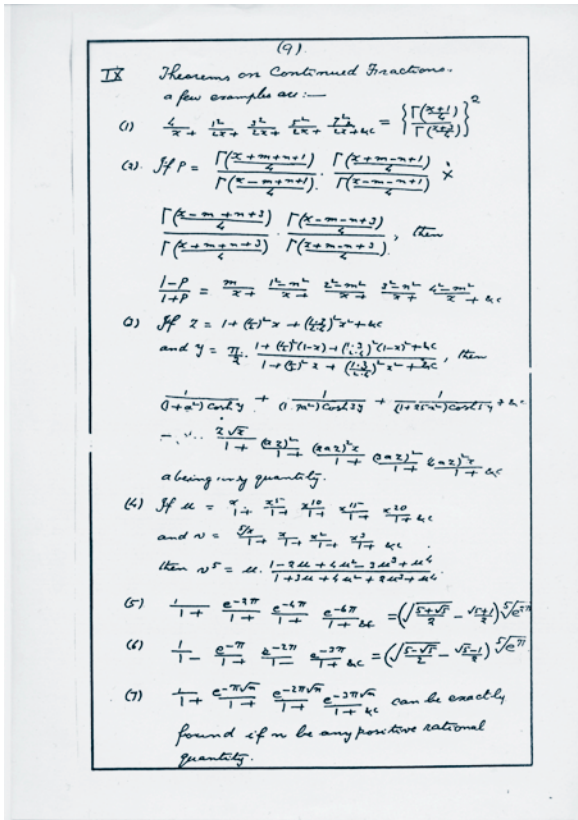 (9).
IX Theorems on Continued Fractions.
a few examples are:—
(1) 4/x + 1²/2x + 3²/2x + 5²/2x + 7²/2x + &c = {Γ((x+1)/4) / Γ((x+3)/4)}²
(2). If P = Γ((x+m+n+1)/4) / Γ((x-m+n+1)/4) · Γ((x+m-n+1)/4) / Γ((x-m-n+1)/4) ×
Γ((x-m+n+3)/4) / Γ((x+m+n+3)/4) · Γ((x-m-n+3)/4) / Γ((x+m-n+3)/4), then
(1-P)/(1+P) = m/x + (1²-n²)/x + (2²-m²)/x + (3²-n²)/x + (4²-m²)/x + &c
(3) If z = 1 + (1/2)² x + (1·3/2·4)² x² + &c
and y = π/2 · (1 + (1/2)² (1-x) + (1·3/2·4)² (1-x)² + &c) / (1 + (1/2)² x + (1·3/2·4)² x² + &c), then
1/((1+a²) Cosh y) + 1/((1 a²) Cosh 3y) + 1/((1+25a²) Cosh 5y) + &c
2√x/1 + (az)²/1 + (2az)²x/1 + (3az)²/1 + (4az)²x/1 + &c
a being any quantity.
(4) If u = x/1 + x⁵/1 + x¹⁰/1 + x¹⁵/1 + x²⁰/1 + &c
and v = ⁵√x/1 + x/1 + x²/1 + x³/1 + &c
then v⁵ = u · (1 - 2u + 4u² - 3u³ + u⁴) / (1 + 3u + 4u² + 2u³ + u⁴).
(5) 1/1 + e^(-2π)/1 + e^(-4π)/1 + e^(-6π)/1 + &c = (√((5+√5)/2) - (√5+1)/2) ⁵√e^(2π)
(6) 1/1 - e^(-π)/1 + e^(-2π)/1 - e^(-3π)/1 + &c = (√((5-√5)/2) - (√5-1)/2) ⁵√e^π
(7) 1/1 + e^(-π√n)/1 + e^(-2π√n)/1 + e^(-3π√n)/1 + &c can be exactly
found if n be any positive rational
quantity.